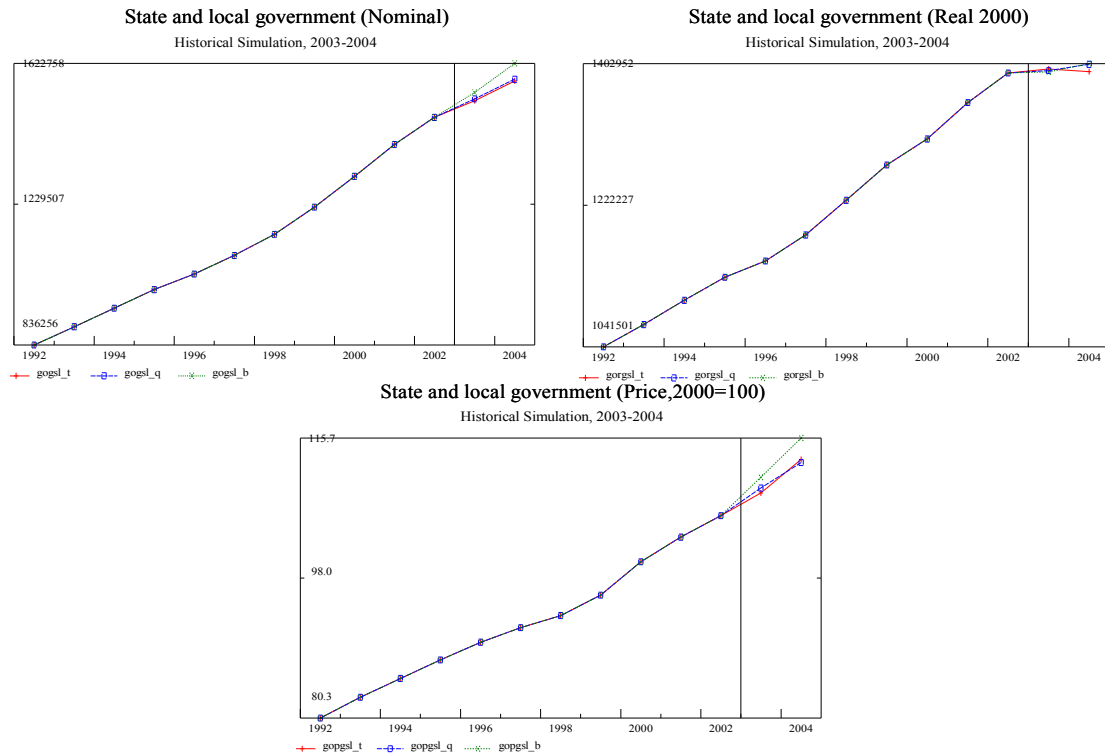 State and local government (Nominal)
Historical Simulation, 2003-2004
1622758
1229507
836256
1992 1994 1996 1998 2000 2002 2004
gogsl_t gogsl_q gogsl_b
State and local government (Real 2000)
Historical Simulation, 2003-2004
1402952
1222227
1041501
1992 1994 1996 1998 2000 2002 2004
gorgsl_t gorgsl_q gorgsl_b
State and local government (Price,2000=100)
Historical Simulation, 2003-2004
115.7
98.0
80.3
1992 1994 1996 1998 2000 2002 2004
gopgsl_t gopgsl_q gopgsl_b